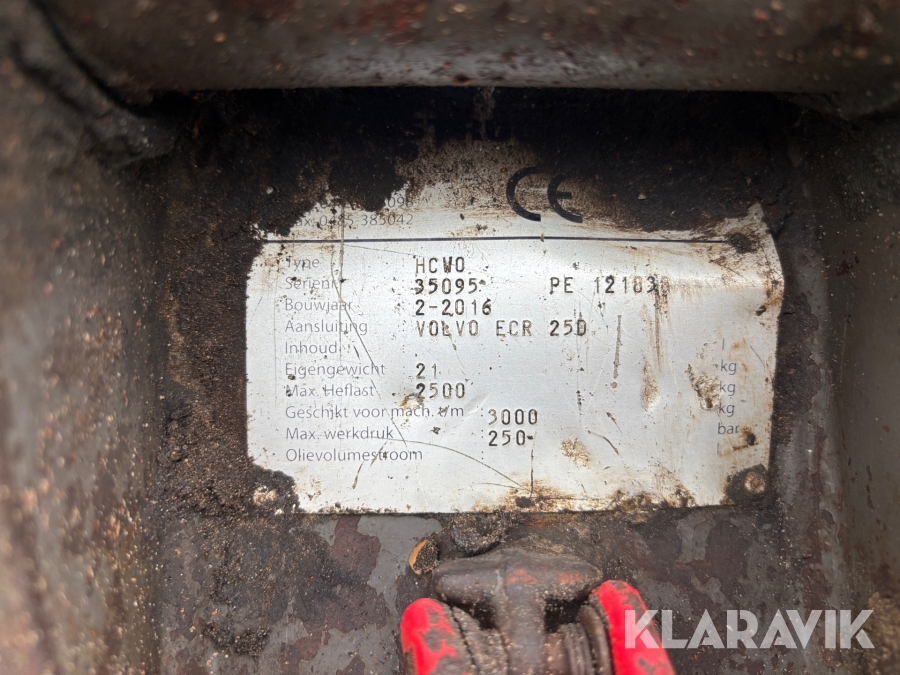 385042
CE
Type HCWO
Serienr 35095 PE
Bouwjaar 2-2016
Aansluiting VOLVO ECR 25D
Inhoud l
Eigengewicht 21 kg
Max. Heflast 2500 kg
Geschikt voor mach. t/m 3000 kg
Max. werkdruk 250 bar
Olievolumestroom
KLARAVIK